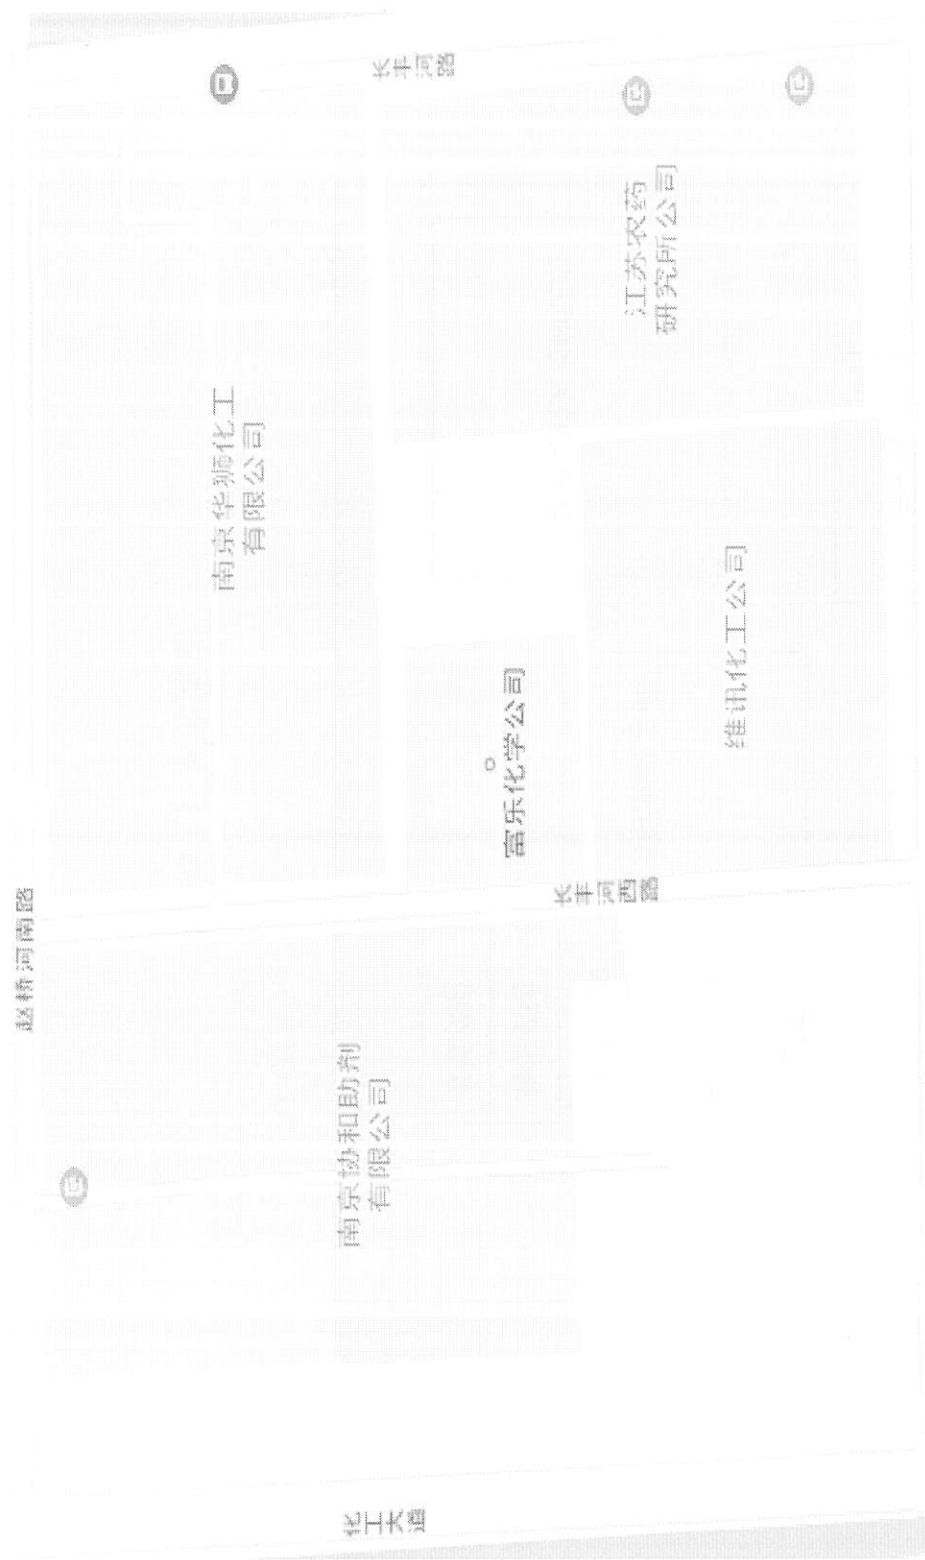 长丰河路
江苏农药
研究所公司
南京华狮化工
有限公司
维讯化工公司
富乐化学公司
长丰河西路
赵桥河南路
南京协和助剂
有限公司
化工大道